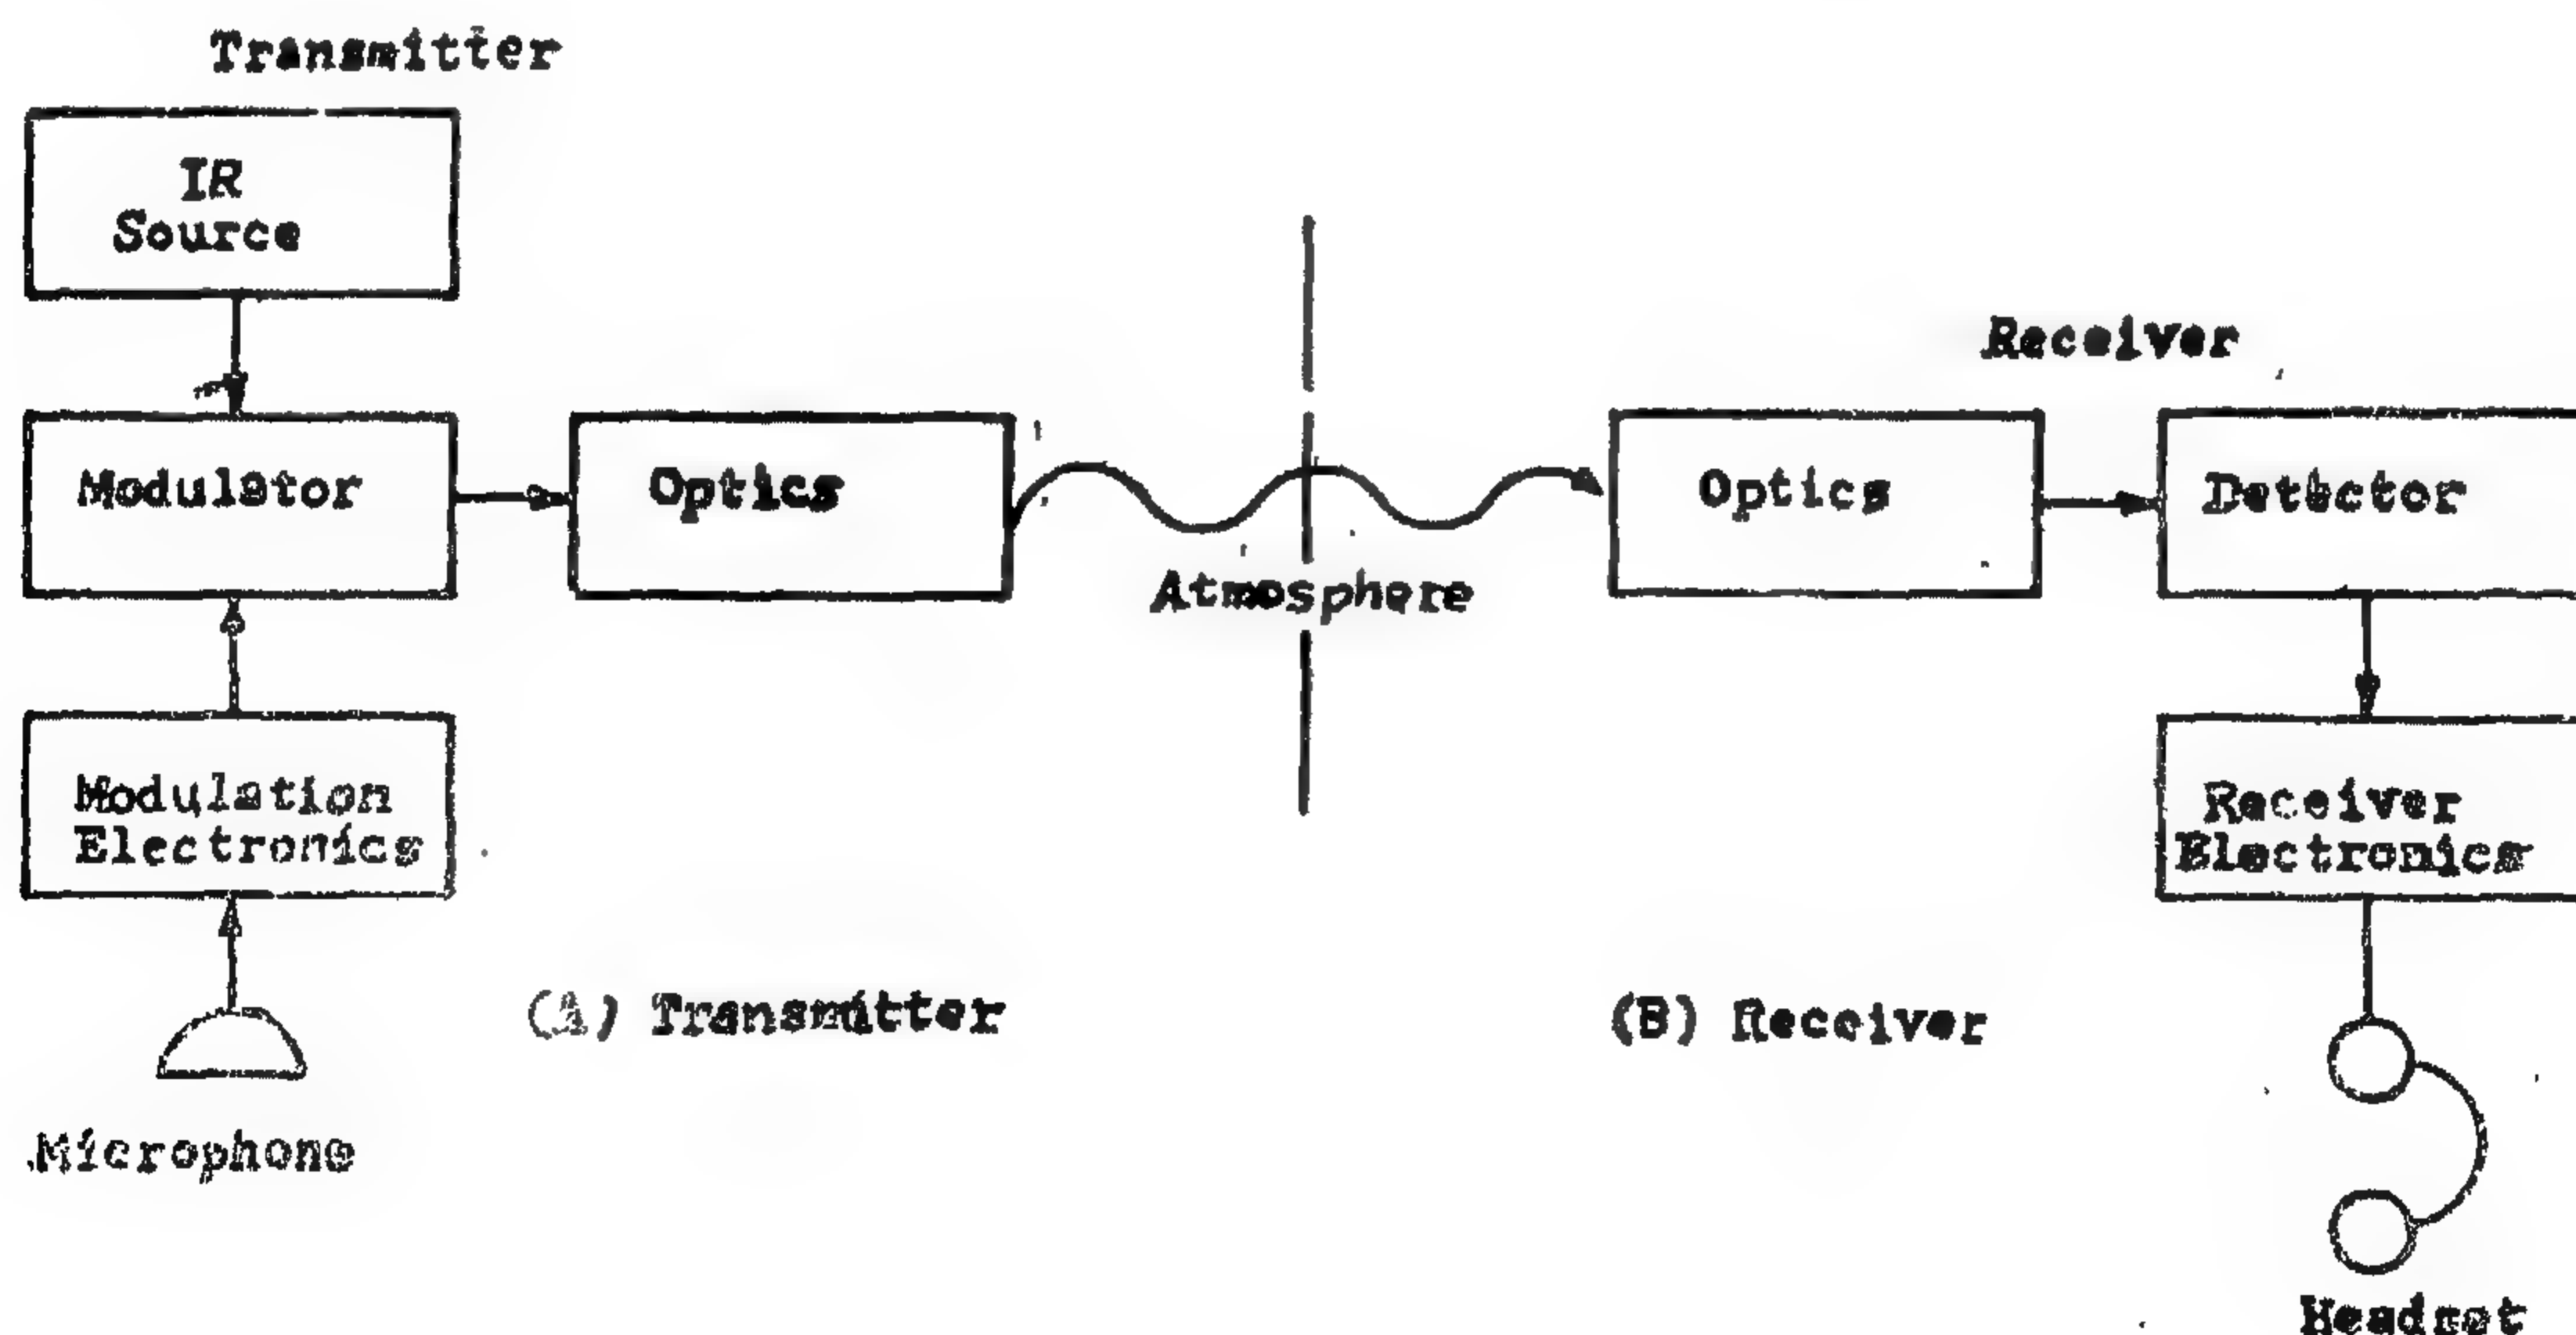 Transmitter
IR
Source
Modulator
Optics
Modulation
Electronics
Microphone
(A) Transmitter
Atmosphere
Receiver
Optics
Detector
Receiver
Electronics
(B) Receiver
Headset